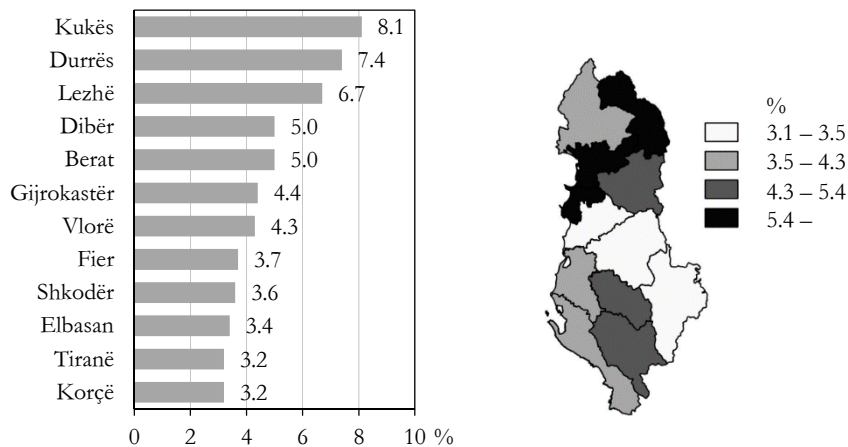 Kukës 8.1
Durrës 7.4
Lezhë 6.7
Dibër 5.0
Berat 5.0
Gijrokastër 4.4
Vlorë 4.3
Fier 3.7
Shkodër 3.6
Elbasan 3.4
Tiranë 3.2
Korçë 3.2
0 2 4 6 8 10 %
%
3.1 – 3.5
3.5 – 4.3
4.3 – 5.4
5.4 –